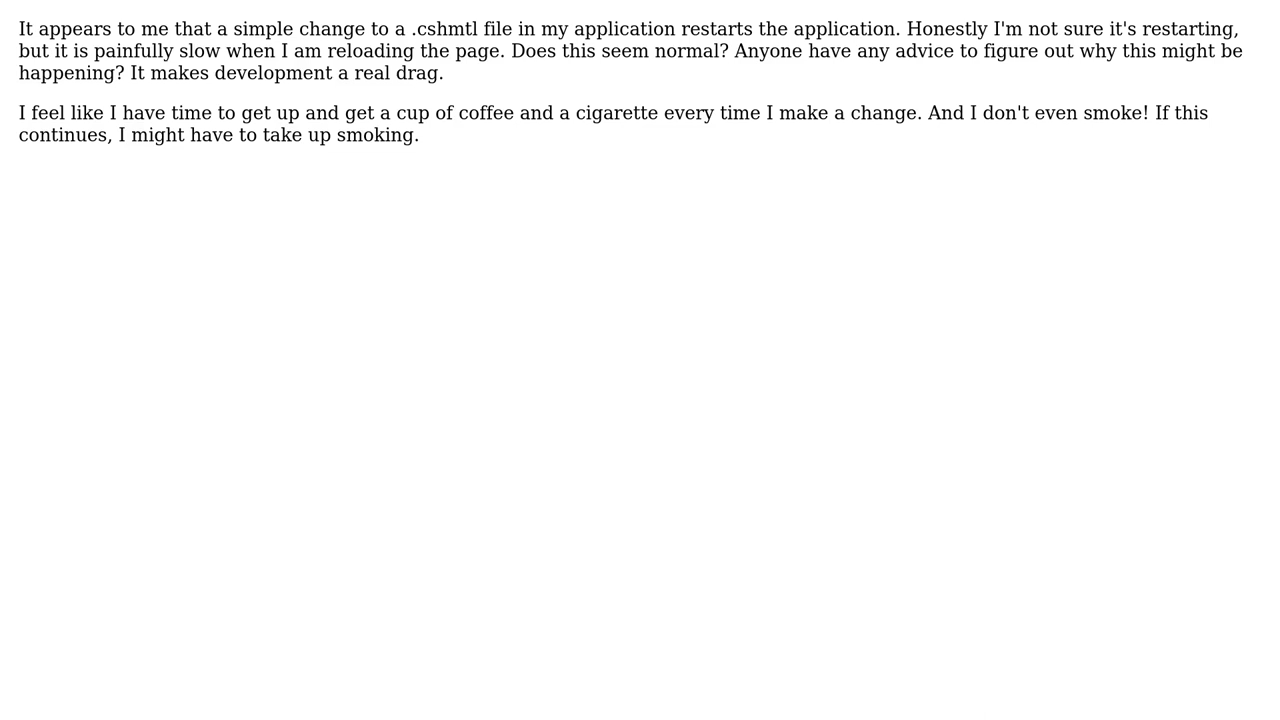 It appears to me that a simple change to a .cshmtl file in my application restarts the application. Honestly I'm not sure it's restarting,
but it is painfully slow when I am reloading the page. Does this seem normal? Anyone have any advice to figure out why this might be
happening? It makes development a real drag.
I feel like I have time to get up and get a cup of coffee and a cigarette every time I make a change. And I don't even smoke! If this
continues, I might have to take up smoking.